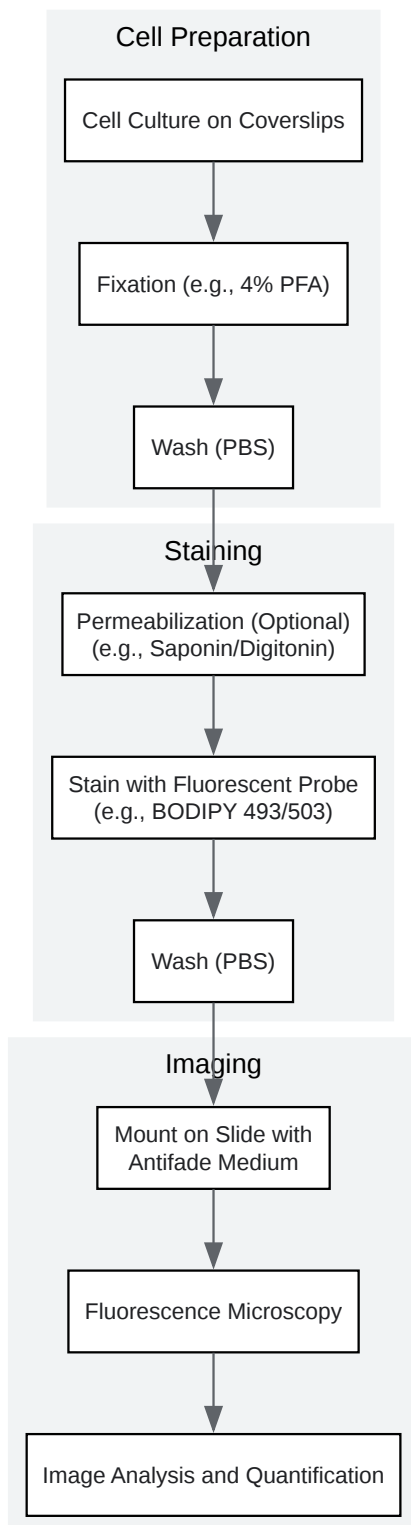 Cell Preparation
Cell Culture on Coverslips
Fixation (e.g., 4% PFA)
Wash (PBS)
Staining
Permeabilization (Optional)
(e.g., Saponin/Digitonin)
Stain with Fluorescent Probe
(e.g., BODIPY 493/503)
Wash (PBS)
Imaging
Mount on Slide with
Antifade Medium
Fluorescence Microscopy
Image Analysis and Quantification